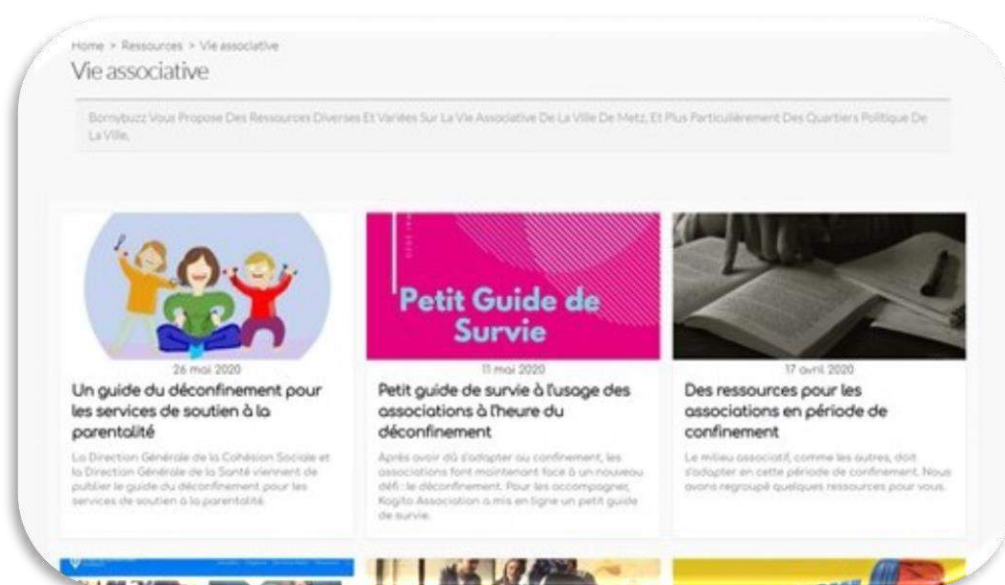 Home > Ressources > Vie associative
Vie associative
Bornybuzz Vous Propose Des Ressources Diverses Et Variées Sur La Vie Associative De La Ville De Metz, Et Plus Particulièrement Des Quartiers Politique De
La Ville.
Petit Guide de
Survie
26 mai 2020
Un guide du déconfinement pour
les services de soutien à la
parentalité
La Direction Générale de la Cohésion Sociale et
la Direction Générale de la Santé viennent de
publier le guide du déconfinement pour les
services de soutien à la parentalité.
11 mai 2020
Petit guide de survie à l'usage des
associations à l'heure du
déconfinement
Après avoir dû s'adapter au confinement, les
associations font maintenant face à un nouveau
défi : le déconfinement. Pour les accompagner,
Kogito Association a mis en ligne un petit guide
de survie.
17 avril 2020
Des ressources pour les
associations en période de
confinement
Le milieu associatif, comme les autres, doit
s'adapter en cette période de confinement. Nous
avons regroupé quelques ressources pour vous.